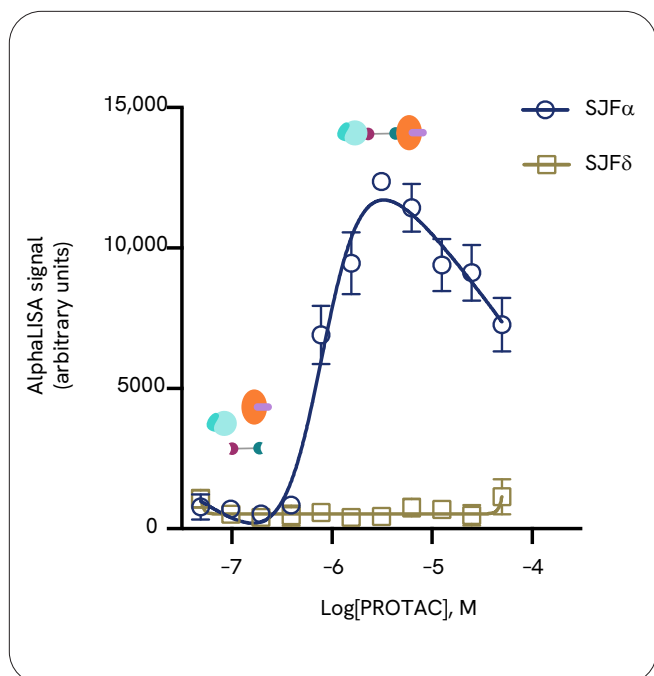 15,000
10,000
5000
0
AlphaLISA signal
(arbitrary units)
SJFα
SJFδ
-7
-6
-5
-4
Log[PROTAC], M